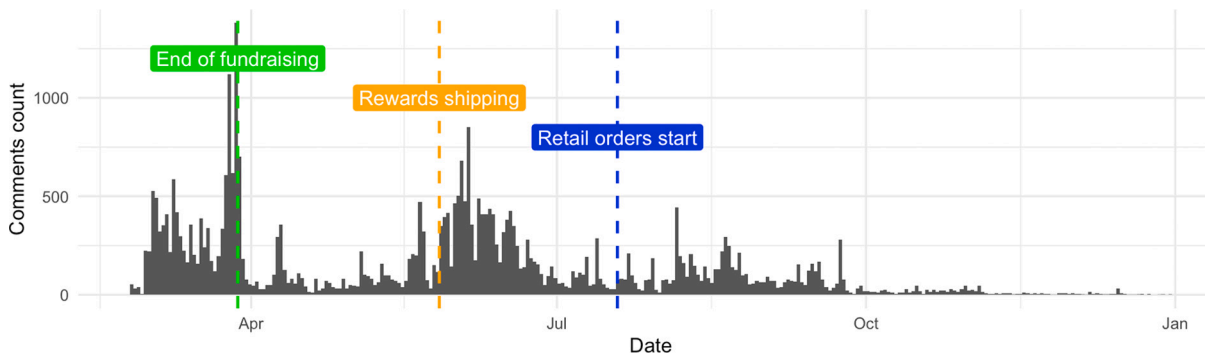 End of fundraising
Rewards shipping
Retail orders start
Comments count
1000
500
0
Apr
Jul
Oct
Jan
Date